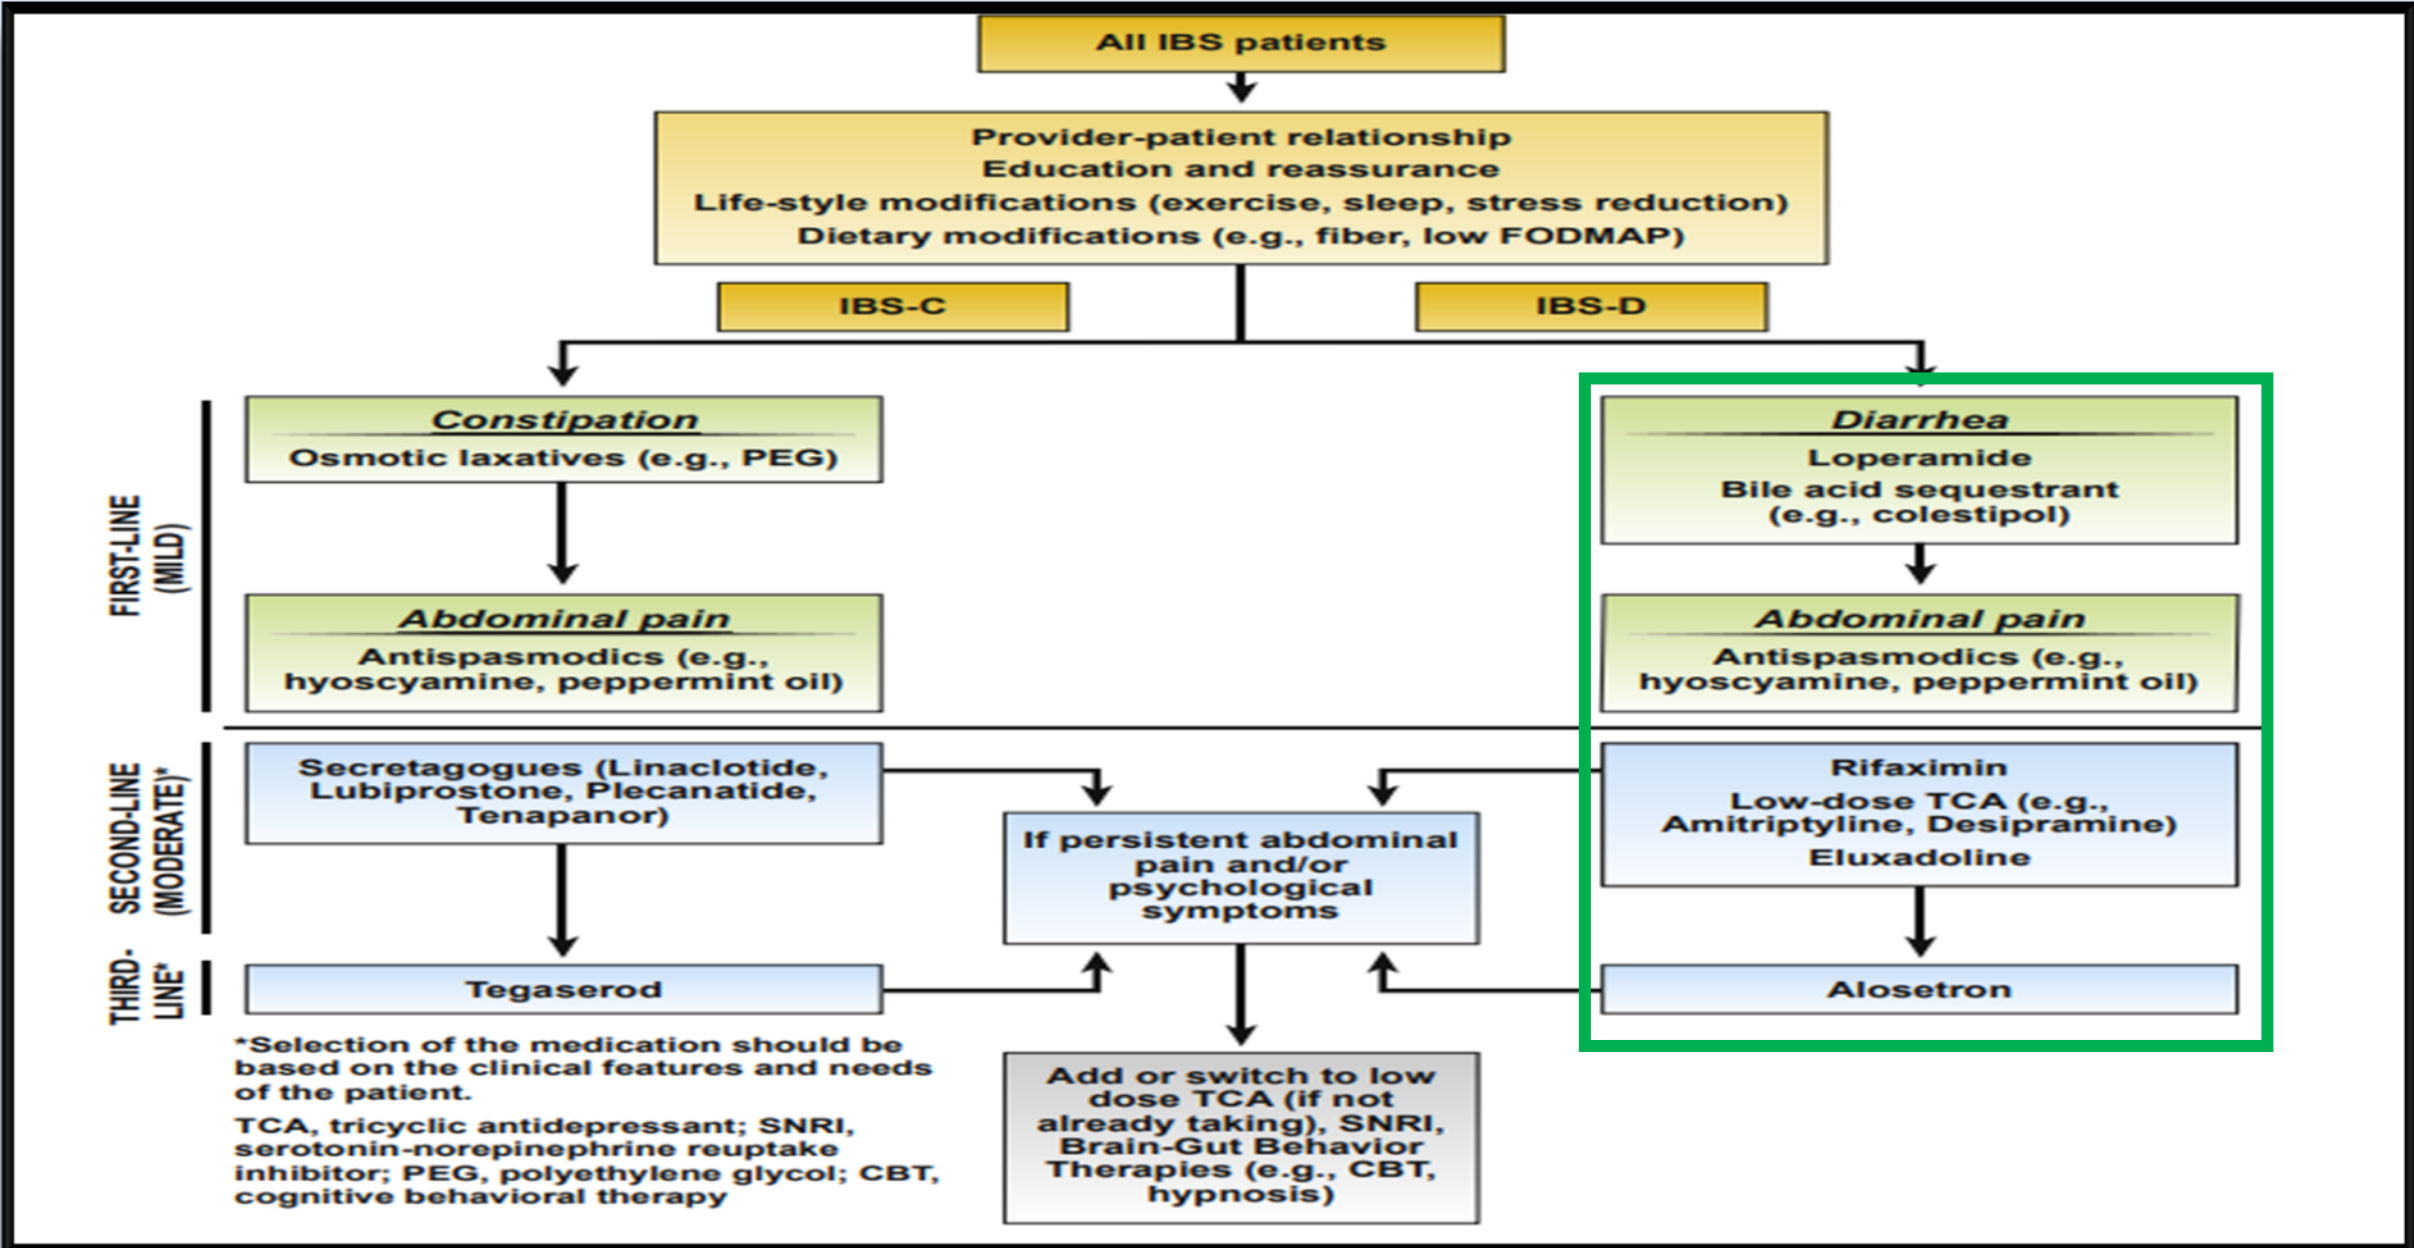 All IBS patients
Provider-patient relationship
Education and reassurance
Life-style modifications (exercise, sleep, stress reduction)
Dietary modifications (e.g., fiber, low FODMAP)
IBS-C
IBS-D
FIRST-LINE
(MILD)
Constipation
Osmotic laxatives (e.g., PEG)
Abdominal pain
Antispasmodics (e.g.,
hyoscyamine, peppermint oil)
Diarrhea
Loperamide
Bile acid sequestrant
(e.g., colestipol)
Abdominal pain
Antispasmodics (e.g.,
hyoscyamine, peppermint oil)
SECOND-LINE
(MODERATE)*
Secretagogues (Linaclotide,
Lubiprostone, Plecanatide,
Tenapanor)
If persistent abdominal
pain and/or
psychological
symptoms
Rifaximin
Low-dose TCA (e.g.,
Amitriptyline, Desipramine)
Eluxadoline
THIRD-
LINE*
Tegaserod
Alosetron
*Selection of the medication should be
based on the clinical features and needs
of the patient.
TCA, tricyclic antidepressant; SNRI,
serotonin-norepinephrine reuptake
inhibitor; PEG, polyethylene glycol; CBT,
cognitive behavioral therapy
Add or switch to low
dose TCA (if not
already taking), SNRI,
Brain-Gut Behavior
Therapies (e.g., CBT,
hypnosis)